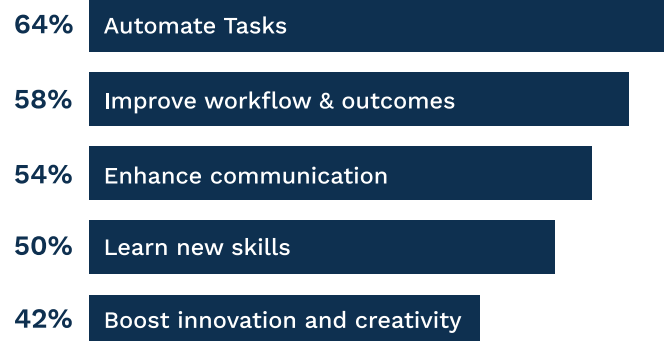 64% Automate Tasks
58% Improve workflow & outcomes
54% Enhance communication
50% Learn new skills
42% Boost innovation and creativity